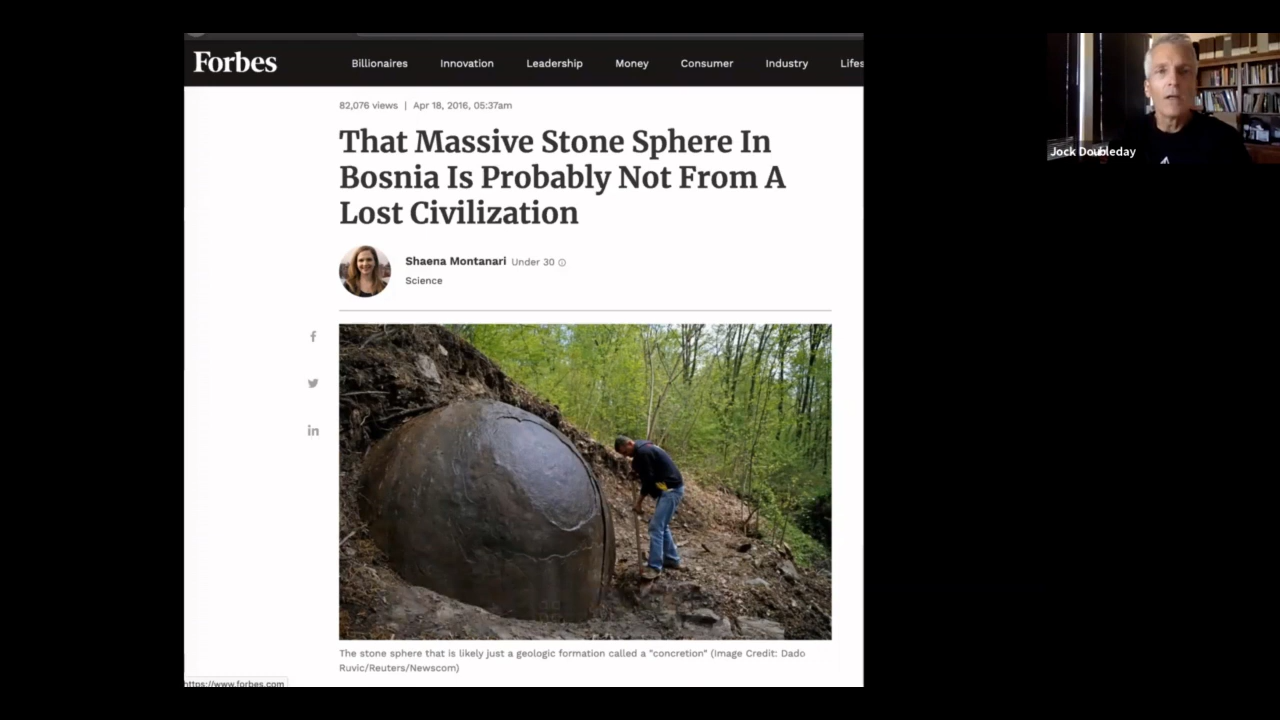 Forbes
Billionaires Innovation Leadership Money Consumer Industry Lifes
82,076 views | Apr 18, 2016, 05:37am
That Massive Stone Sphere In
Bosnia Is Probably Not From A
Lost Civilization
Shaena Montanari Under 30
Science
The stone sphere that is likely just a geologic formation called a "concretion" (Image Credit: Dado
Ruvic/Reuters/Newscom)
https://www.forbes.com
Jock Doubleday